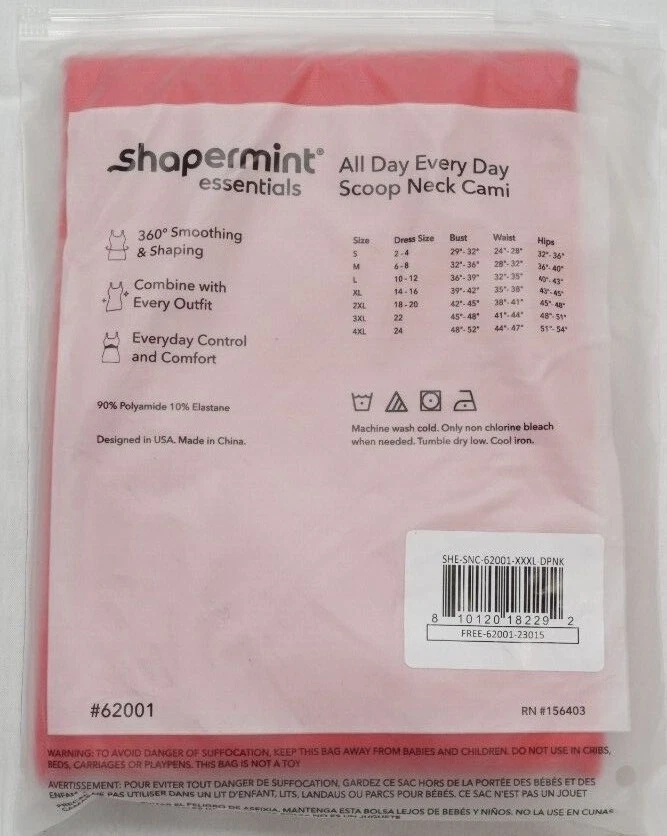 shapermint®
essentials
All Day Every Day
Scoop Neck Cami
360° Smoothing
& Shaping
Combine with
Every Outfit
Everyday Control
and Comfort
Size Dress Size Bust Waist Hips
S 2-4 29"-32" 24"-28" 32"-36"
M 6-8 32"-36" 28"-32" 36"-40"
L 10-12 36"-39" 32"-35" 40"-43"
XL 14-16 39"-42" 35"-38" 43"-45"
2XL 18-20 42"-45" 38"-41" 45"-48"
3XL 22 45"-48" 41"-44" 48"-51"
4XL 24 48"-52" 44"-47" 51"-54"
90% Polyamide 10% Elastane
Designed in USA. Made in China.
Machine wash cold. Only non chlorine bleach
when needed. Tumble dry low. Cool iron.
SHE-SNC-62001-XXXL-DPNK
8 10120 18229 2
FREE-62001-23015
#62001
RN #156403
WARNING: TO AVOID DANGER OF SUFFOCATION, KEEP THIS BAG AWAY FROM BABIES AND CHILDREN. DO NOT USE IN CRIBS,
BEDS, CARRIAGES OR PLAYPENS. THIS BAG IS NOT A TOY
AVERTISSEMENT: POUR EVITER TOUT DANGER DE SUFFOCATION, GARDEZ CE SAC HORS DE LA PORTÉE DES BÉBÉS ET DES
PAS UTILISER DANS UN LIT D'ENFANT, LITS, LANDAUS OU PARCS POUR BÉBÉS. CE SAC N'EST PAS UN JOUET
EL PELIGRO DE ASFIXIA, MANTENGA ESTA BOLSA LEJOS DE BEBÉS Y NIÑOS. NO LA USE EN CUNAS